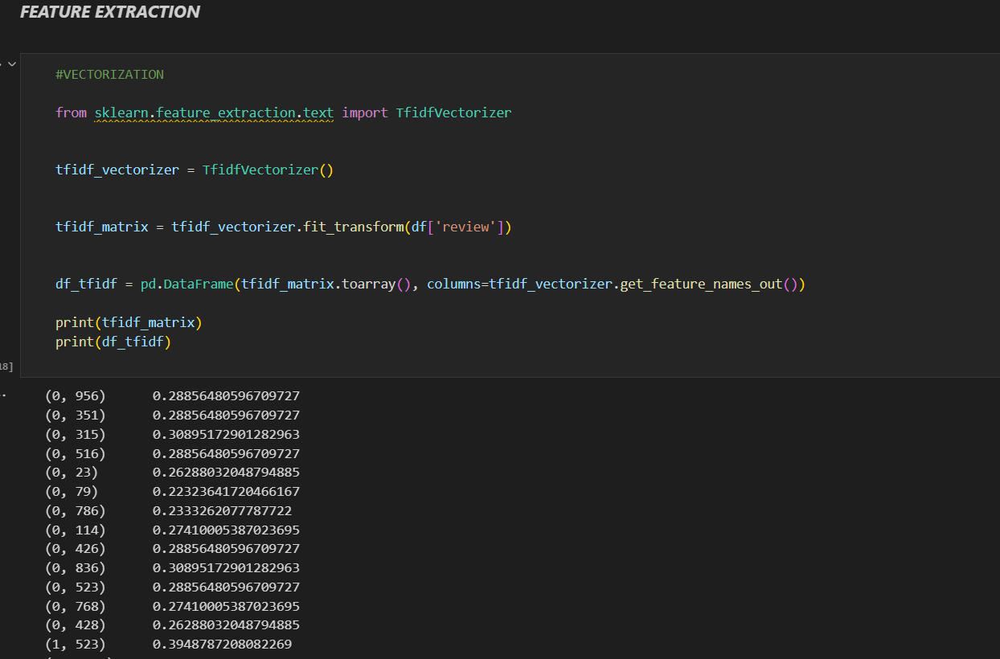 FEATURE EXTRACTION
#VECTORIZATION
from sklearn.feature_extraction.text import TfidfVectorizer
tfidf_vectorizer = TfidfVectorizer()
tfidf_matrix = tfidf_vectorizer.fit_transform(df['review'])
df_tfidf = pd.DataFrame(tfidf_matrix.toarray(), columns=tfidf_vectorizer.get_feature_names_out())
print(tfidf_matrix)
print(df_tfidf)
18]
(0, 956) 0.28856480596709727
(0, 351) 0.28856480596709727
(0, 315) 0.30895172901282963
(0, 516) 0.28856480596709727
(0, 23) 0.26288032048794885
(0, 79) 0.22323641720466167
(0, 786) 0.2333262077787722
(0, 114) 0.27410005387023695
(0, 426) 0.28856480596709727
(0, 836) 0.30895172901282963
(0, 523) 0.28856480596709727
(0, 768) 0.27410005387023695
(0, 428) 0.26288032048794885
(1, 523) 0.3948787208082269